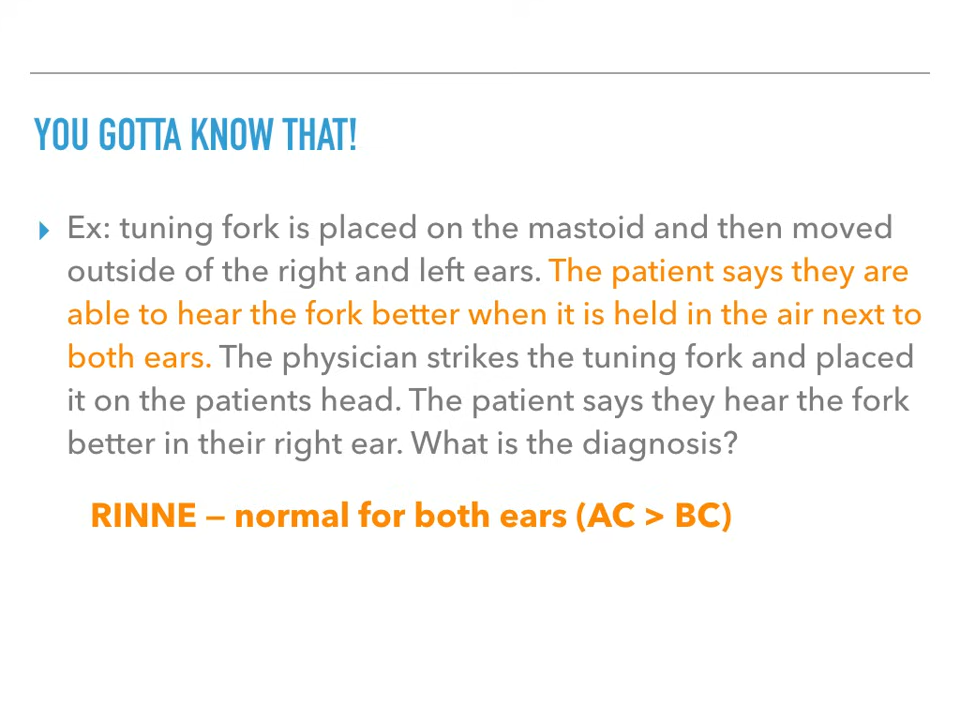 YOU GOTTA KNOW THAT!
Ex: tuning fork is placed on the mastoid and then moved
outside of the right and left ears. The patient says they are
able to hear the fork better when it is held in the air next to
both ears. The physician strikes the tuning fork and placed
it on the patients head. The patient says they hear the fork
better in their right ear. What is the diagnosis?
RINNE – normal for both ears (AC > BC)